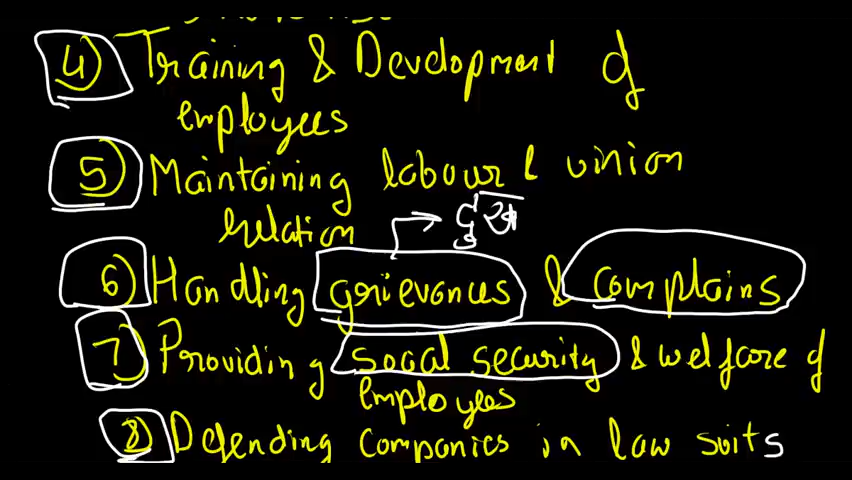 4) Training & Development of
employees
5) Maintaining labour & union
relation
6) Handling grievances & complains
7) Providing social security & welfare of
employees
8) Defending companies in law suits